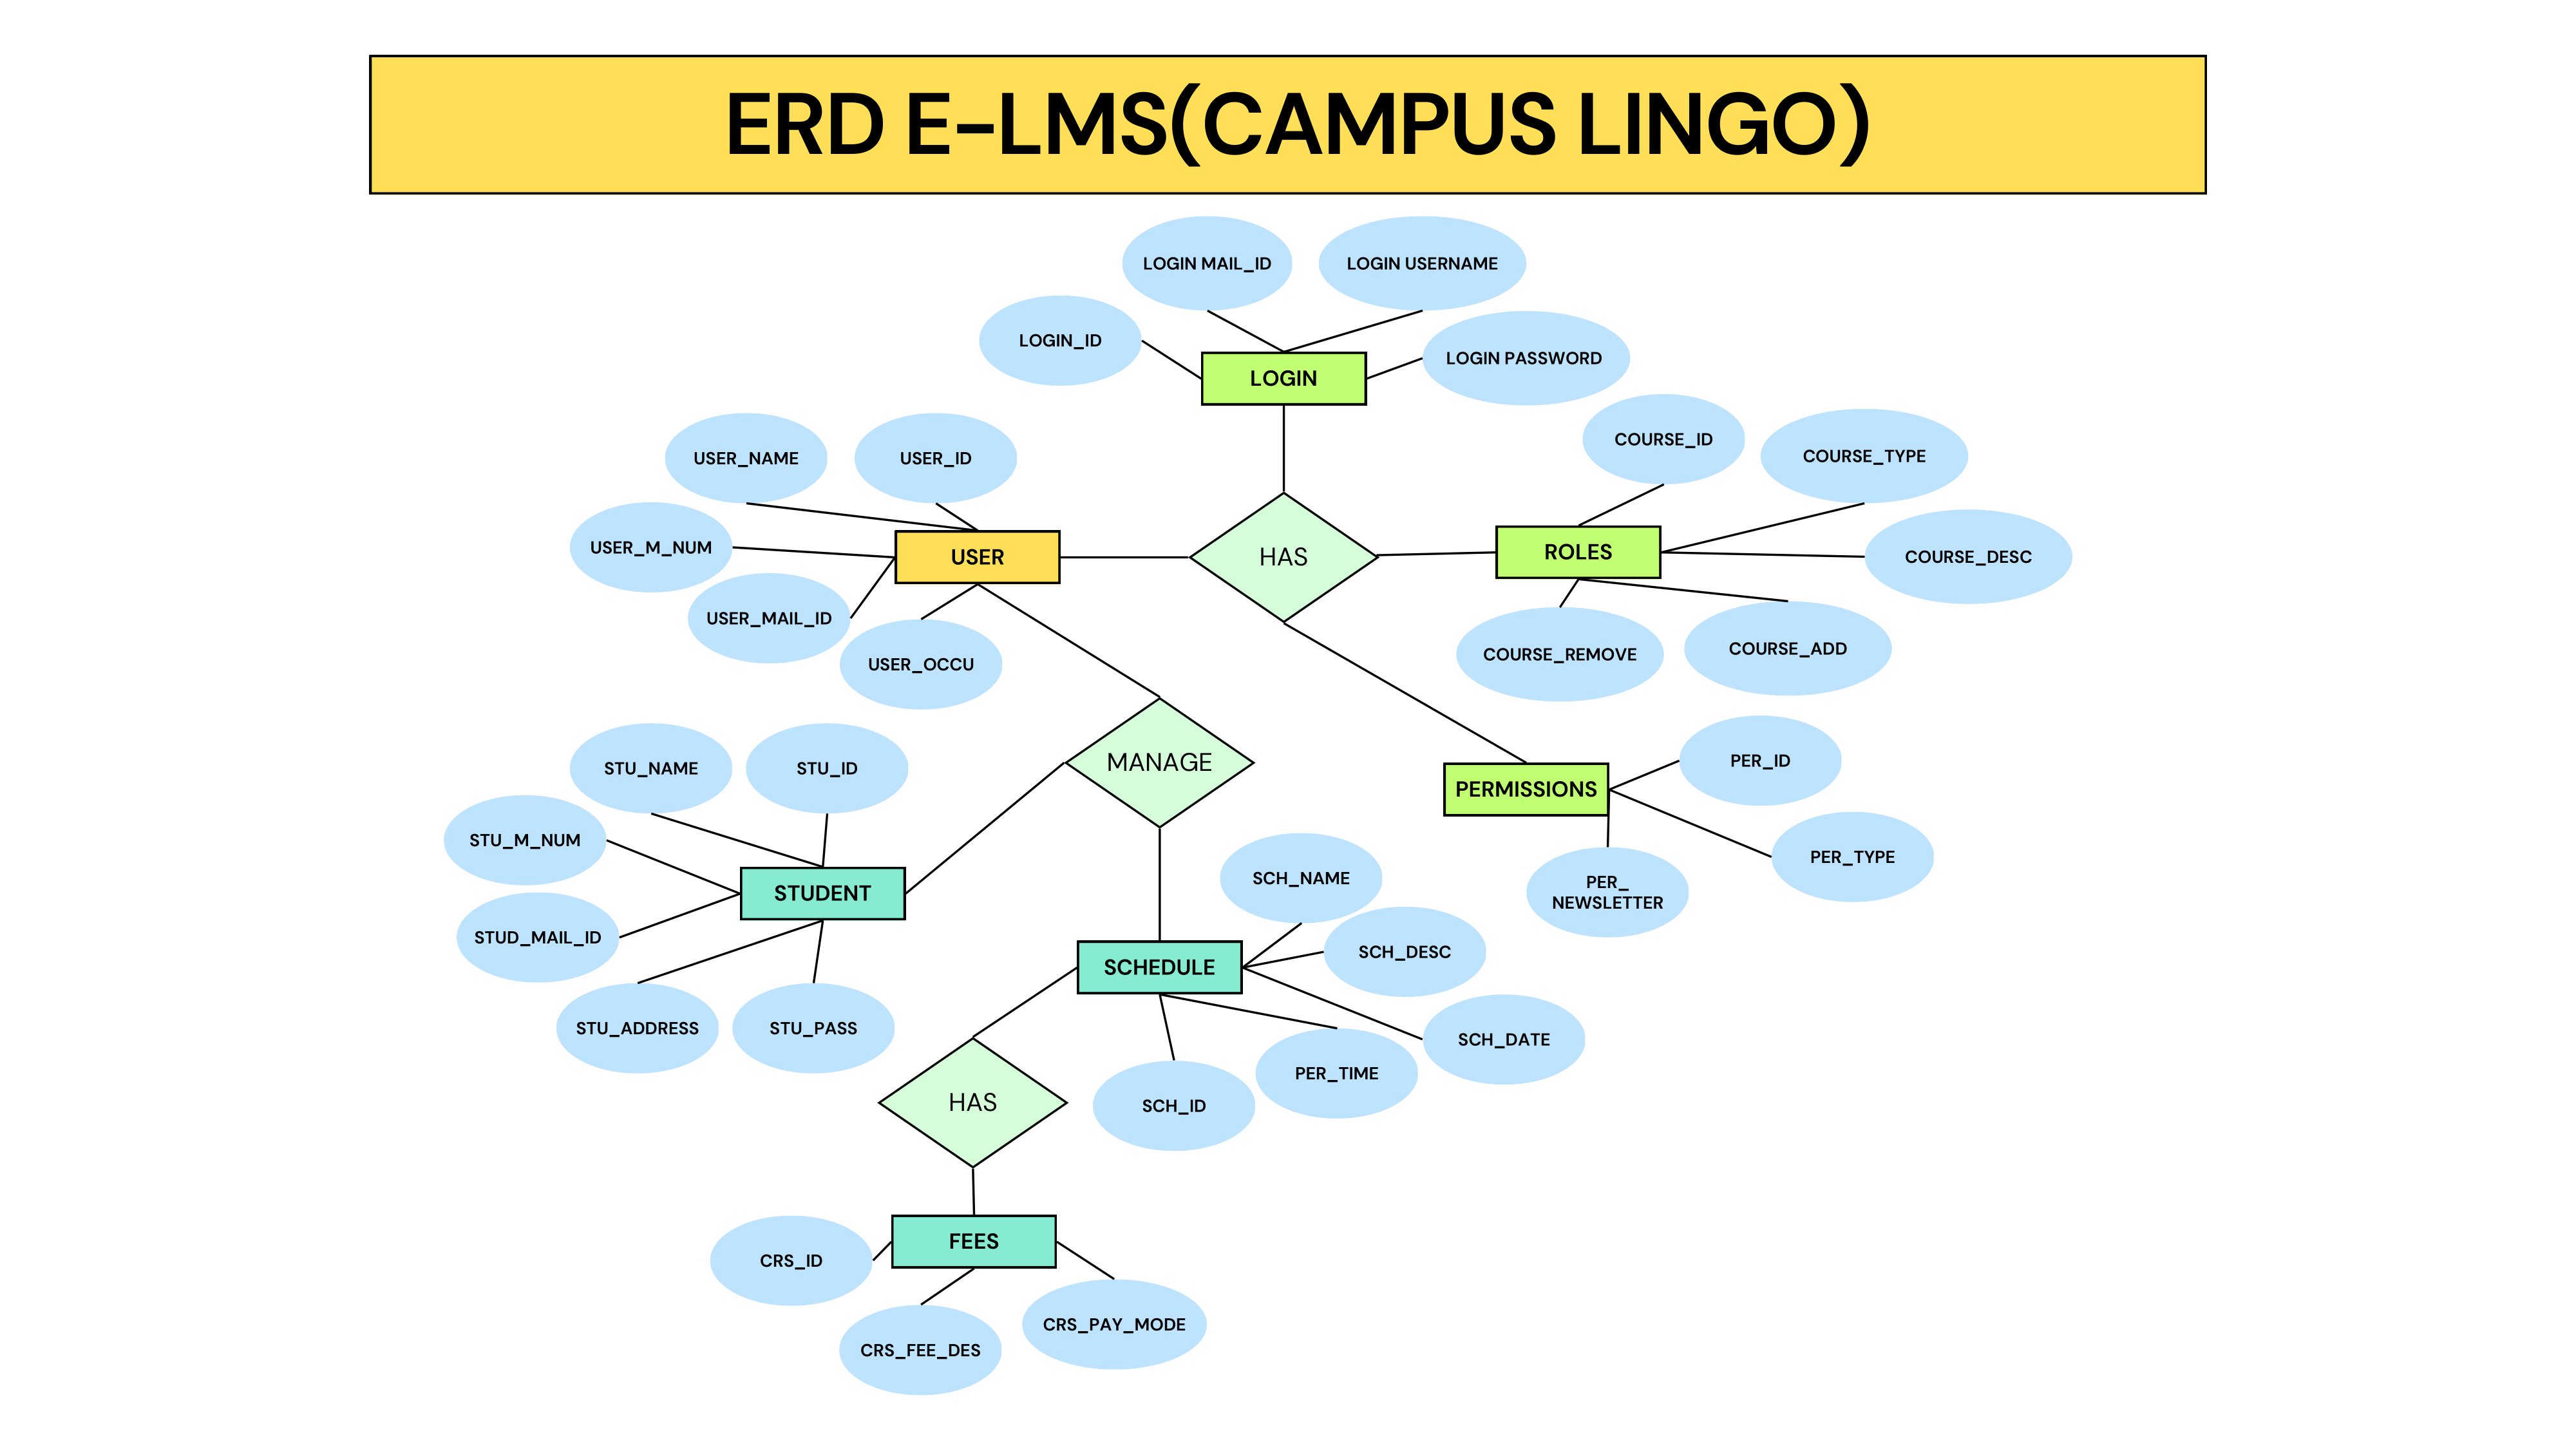 ERD E-LMS(CAMPUS LINGO)
LOGIN MAIL_ID
LOGIN USERNAME
LOGIN_ID
LOGIN PASSWORD
LOGIN
COURSE_ID
COURSE_TYPE
USER_NAME
USER_ID
USER_M_NUM
USER
HAS
ROLES
COURSE_DESC
USER_MAIL_ID
USER_OCCU
COURSE_REMOVE
COURSE_ADD
STU_NAME
STU_ID
MANAGE
PER_ID
PERMISSIONS
STU_M_NUM
PER_TYPE
STUDENT
SCH_NAME
PER_
NEWSLETTER
STUD_MAIL_ID
SCHEDULE
SCH_DESC
STU_ADDRESS
STU_PASS
SCH_DATE
HAS
SCH_ID
PER_TIME
FEES
CRS_ID
CRS_FEE_DES
CRS_PAY_MODE